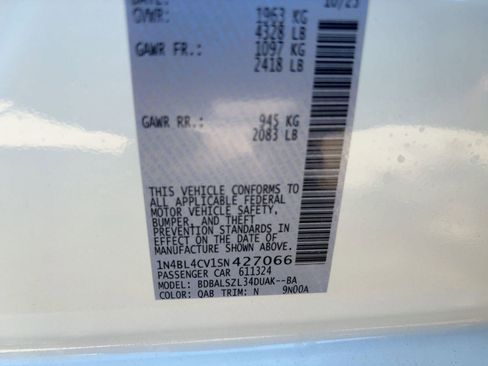 DATE: 10/25
GVWR: 1963 KG
4328 LB
GAWR FR.: 1097 KG
2418 LB
GAWR RR.: 945 KG
2083 LB
THIS VEHICLE CONFORMS TO
ALL APPLICABLE FEDERAL
MOTOR VEHICLE SAFETY,
BUMPER, AND THEFT
PREVENTION STANDARDS IN
EFFECT ON THE DATE OF
MANUFACTURE SHOWN ABOVE.
1N4BL4CV1SN427066
PASSENGER CAR 611324
MODEL: BDBALSZL34DUAK--BA
COLOR: QAB TRIM: N 9N00A